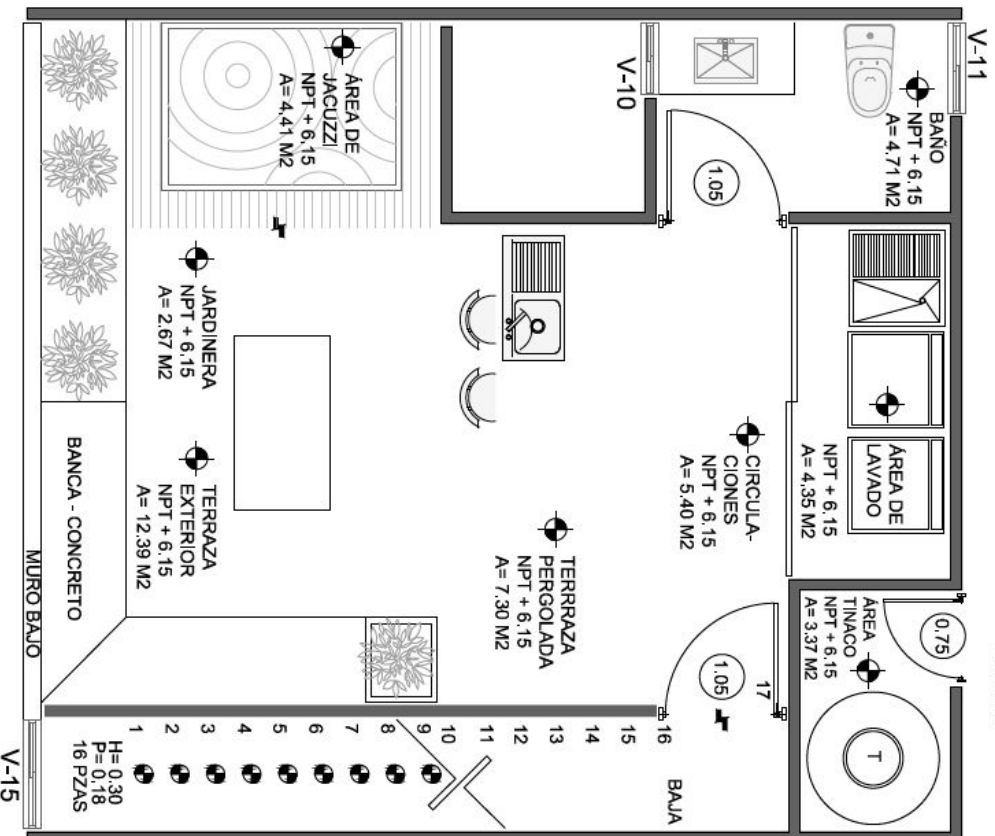 V-11
BAÑO
NPT + 6.15
A= 4.71 M2
V-10
1.05
ÁREA DE
JACUZZI
NPT + 6.15
A= 4.41 M2
JARDINERA
NPT + 6.15
A= 2.67 M2
ÁREA DE
LAVADO
NPT + 6.15
A= 4.35 M2
CIRCULA-
CIONES
NPT + 6.15
A= 5.40 M2
TERRRAZA
PERGOLADA
NPT + 6.15
A= 7.30 M2
TERRAZA
EXTERIOR
NPT + 6.15
A= 12.39 M2
BANCA - CONCRETO
MURO BAJO
0.75
ÁREA
TINACO
NPT + 6.15
A= 3.37 M2
T
1.05
17
16
15
14
13
12
11
10
9
8
7
6
5
4
3
2
1
BAJA
H= 0.30
P= 0.18
16 PZAS
V-15